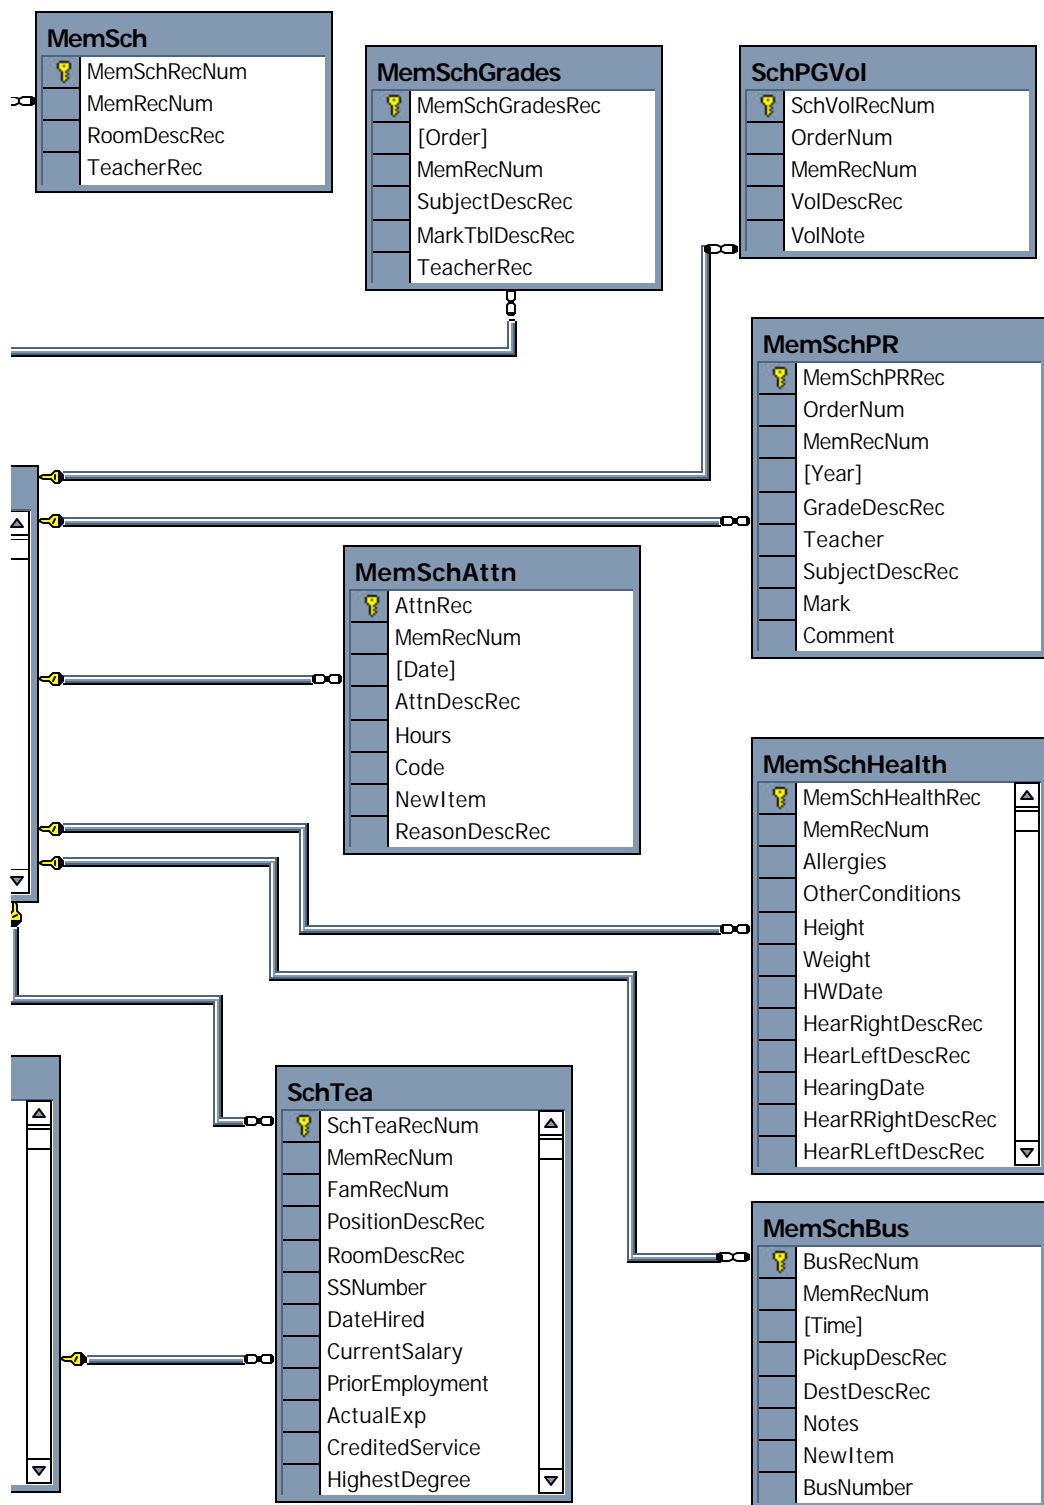 MemSch
MemSchRecNum
MemRecNum
RoomDescRec
TeacherRec
MemSchGrades
MemSchGradesRec
[Order]
MemRecNum
SubjectDescRec
MarkTblDescRec
TeacherRec
SchPGVol
SchVolRecNum
OrderNum
MemRecNum
VolDescRec
VolNote
MemSchPR
MemSchPRRec
OrderNum
MemRecNum
[Year]
GradeDescRec
Teacher
SubjectDescRec
Mark
Comment
MemSchAttn
AttnRec
MemRecNum
[Date]
AttnDescRec
Hours
Code
NewItem
ReasonDescRec
MemSchHealth
MemSchHealthRec
MemRecNum
Allergies
OtherConditions
Height
Weight
HWDate
HearRightDescRec
HearLeftDescRec
HearingDate
HearRRightDescRec
HearRLeftDescRec
SchTea
SchTeaRecNum
MemRecNum
FamRecNum
PositionDescRec
RoomDescRec
SSNumber
DateHired
CurrentSalary
PriorEmployment
ActualExp
CreditedService
HighestDegree
MemSchBus
BusRecNum
MemRecNum
[Time]
PickupDescRec
DestDescRec
Notes
NewItem
BusNumber